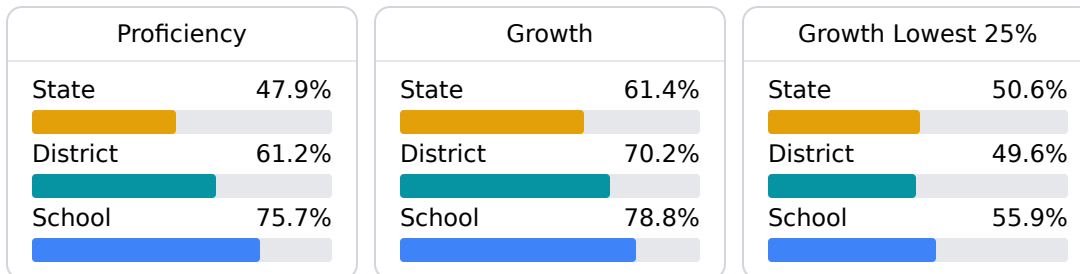 Proficiency
State 47.9%
District 61.2%
School 75.7%
Growth
State 61.4%
District 70.2%
School 78.8%
Growth Lowest 25%
State 50.6%
District 49.6%
School 55.9%